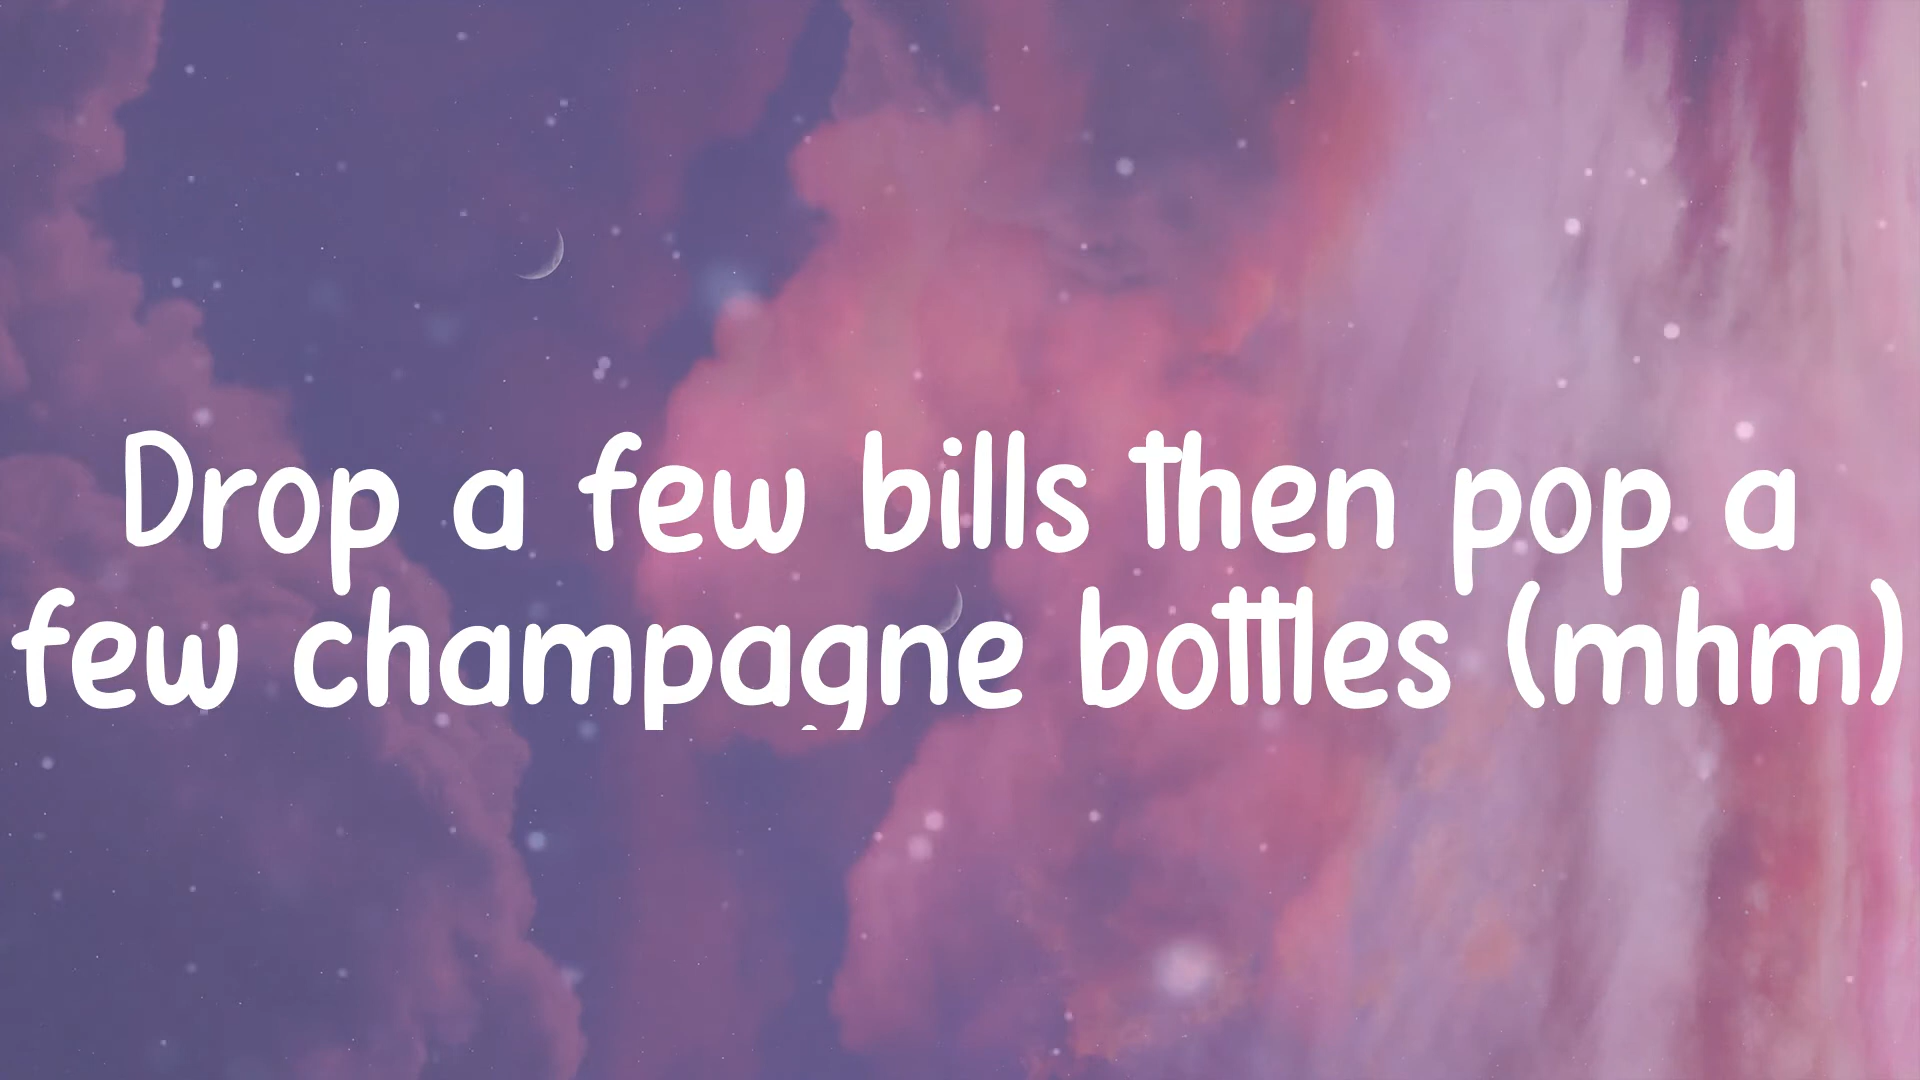 Drop a few bills then pop a
few champagne bottles (mhm)